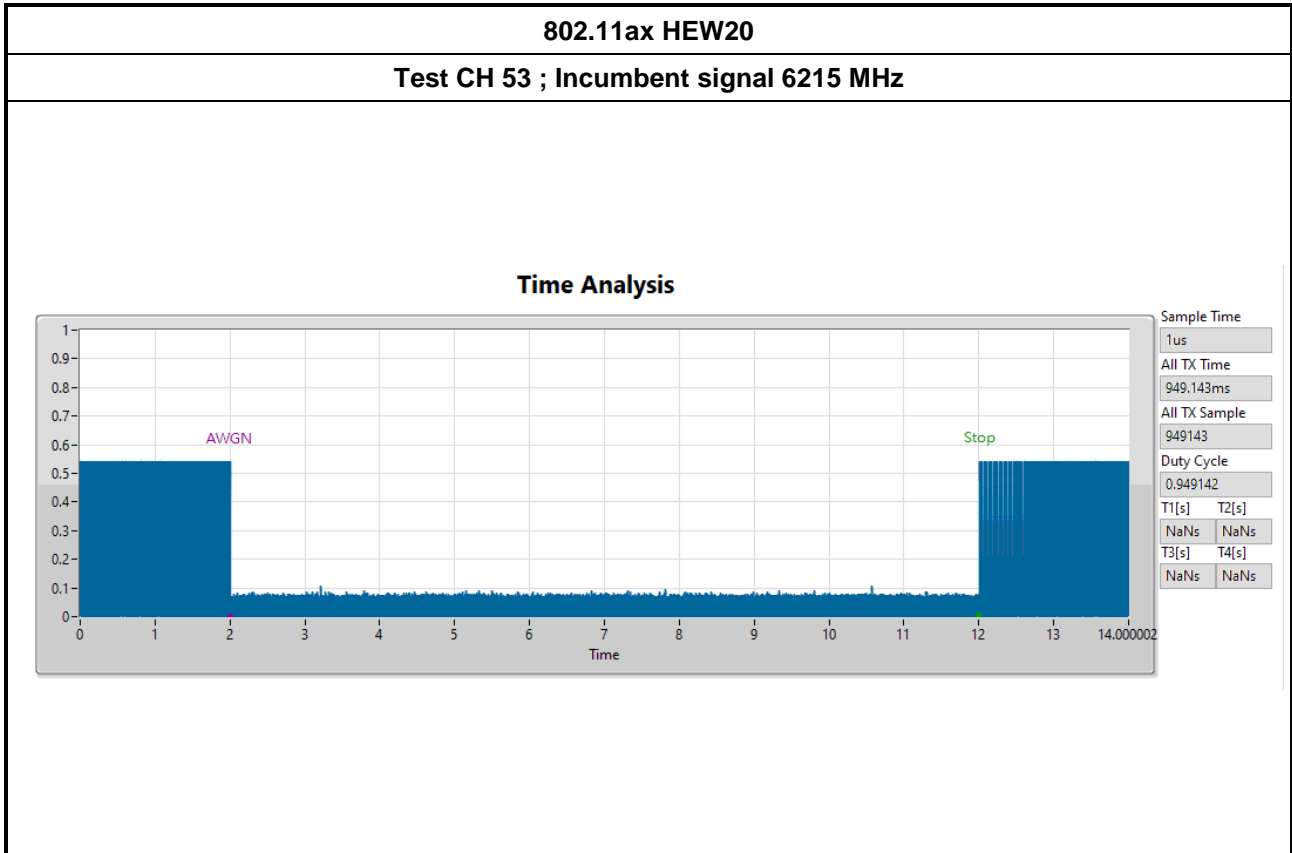 802.11ax HEW20
Test CH 53 ; Incumbent signal 6215 MHz
Time Analysis
Sample Time
1us
All TX Time
949.143ms
All TX Sample
949143
Duty Cycle
0.949142
T1[s] T2[s]
NaNs NaNs
T3[s] T4[s]
NaNs NaNs
1
0.9
0.8
0.7
0.6
0.5
0.4
0.3
0.2
0.1
0
AWGN Stop
0 1 2 3 4 5 6 7 8 9 10 11 12 13 14.000002
Time